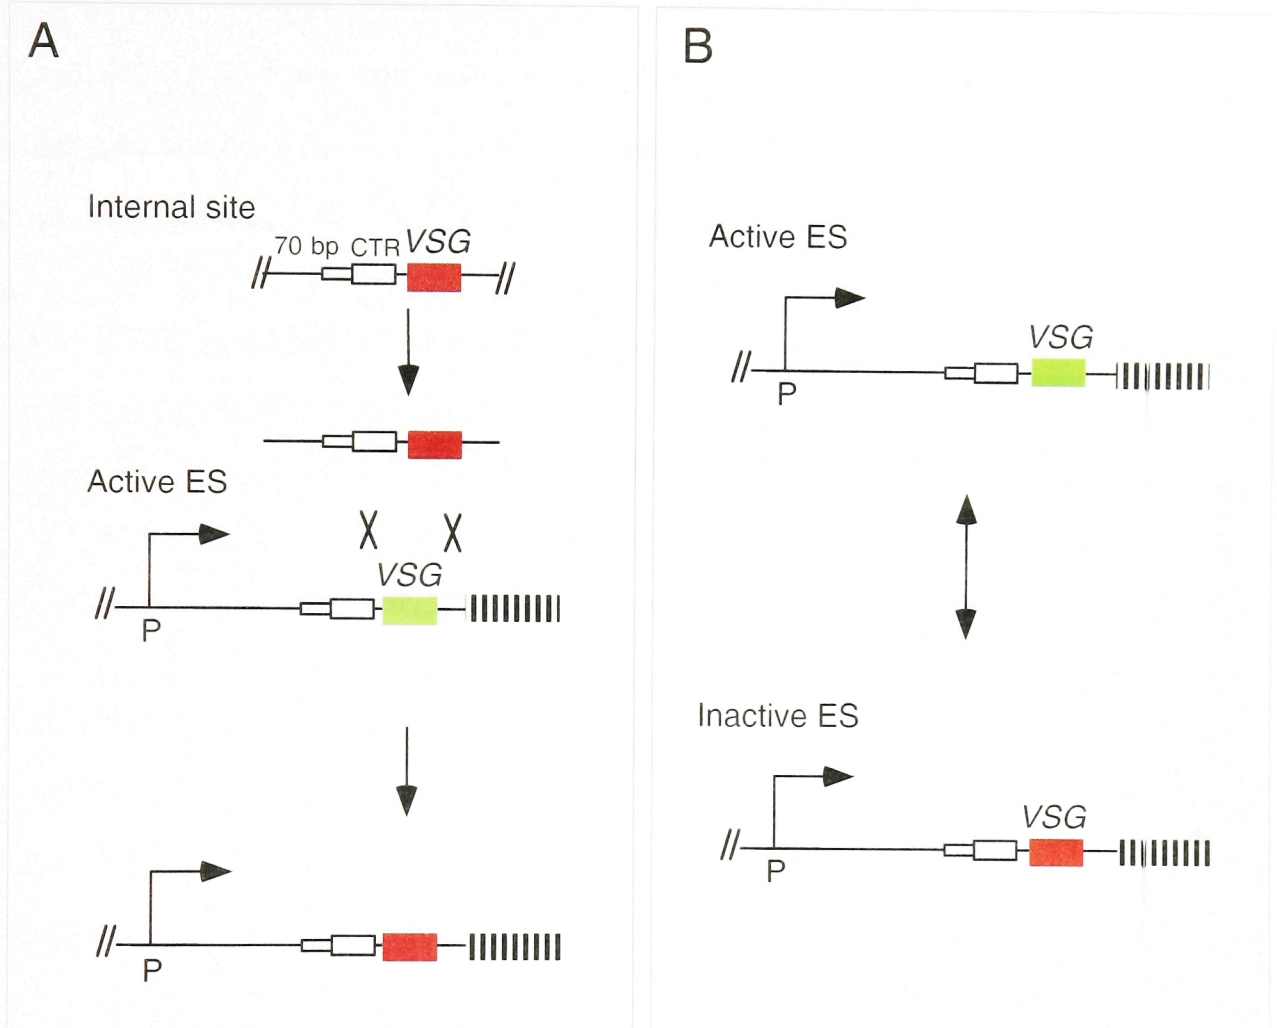 A
Internal site
70 bp CTR VSG
Active ES
VSG
P
P
B
Active ES
VSG
P
Inactive ES
VSG
P